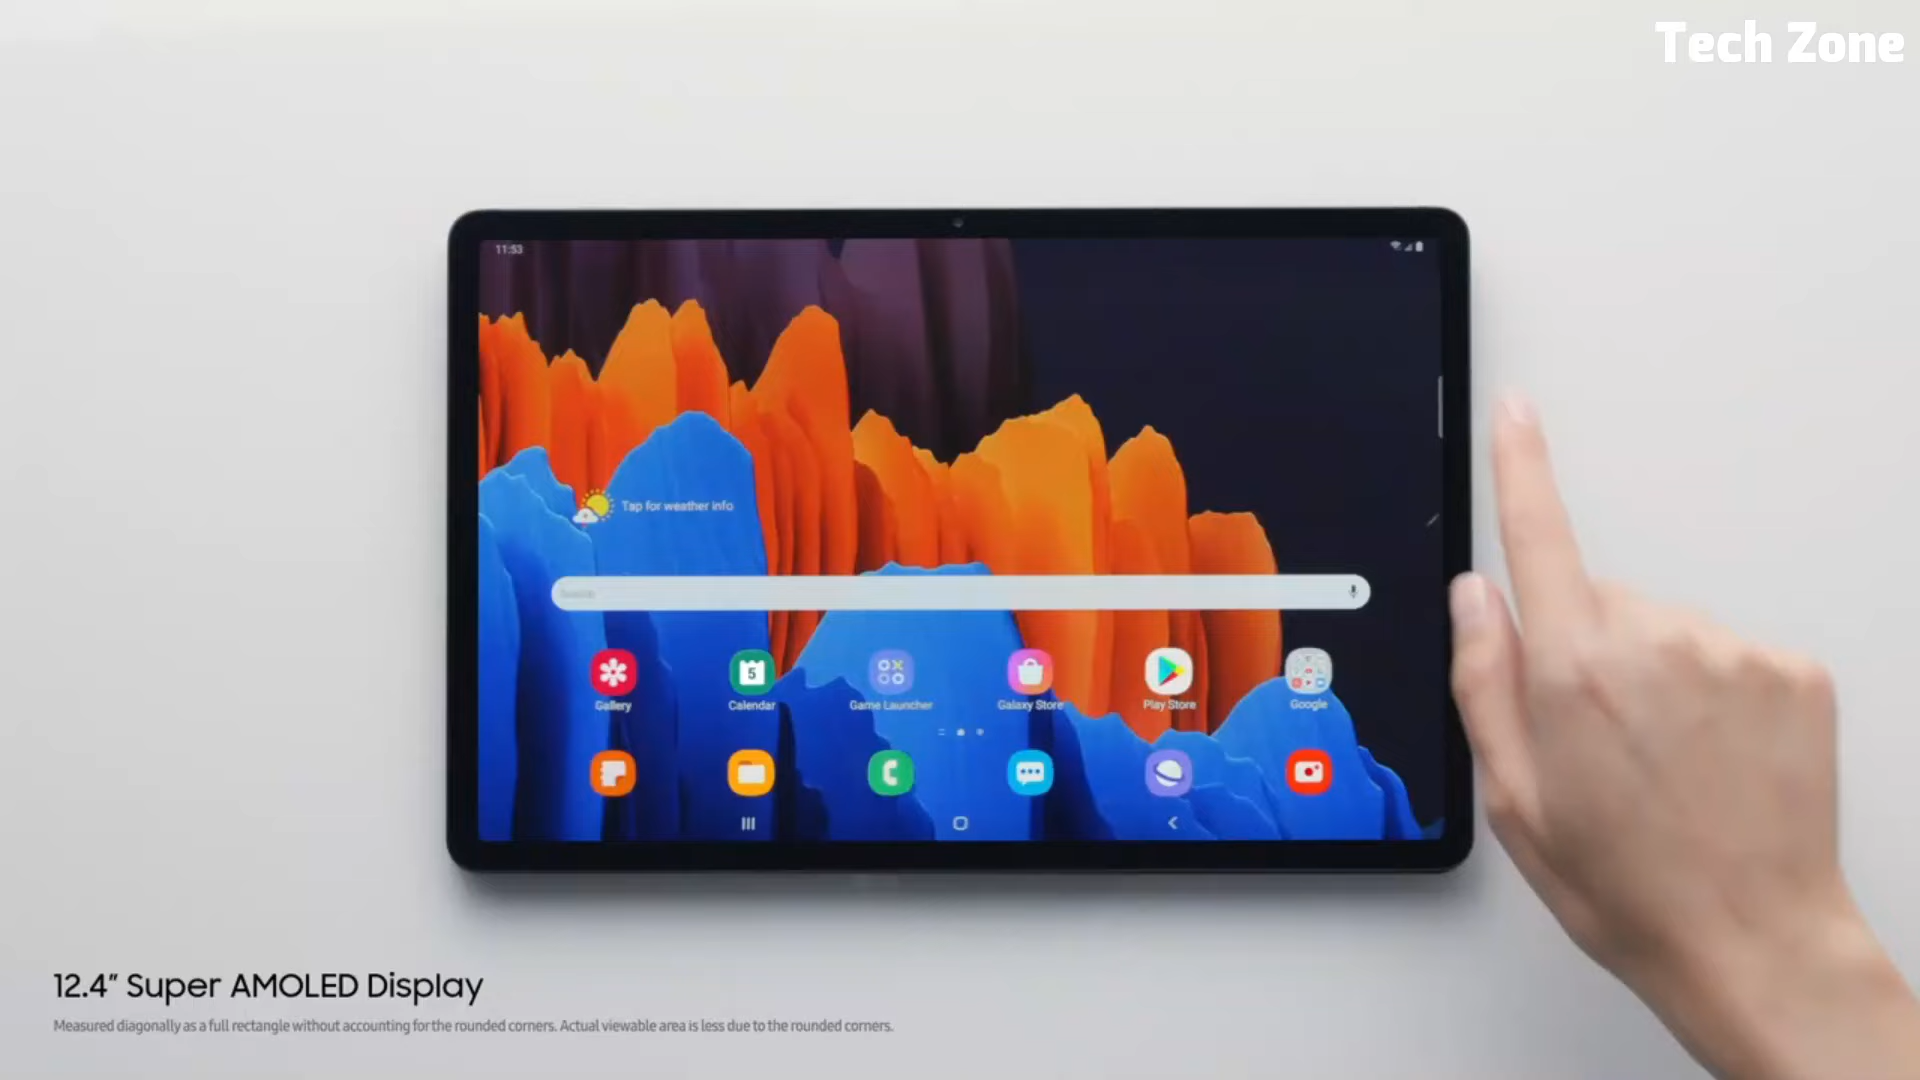 Tech Zone
11:53
Tap for weather info
Gallery
5
Calendar
Game Launcher
Galaxy Store
Play Store
Google
12.4" Super AMOLED Display
Measured diagonally as a full rectangle without accounting for the rounded corners. Actual viewable area is less due to the rounded corners.